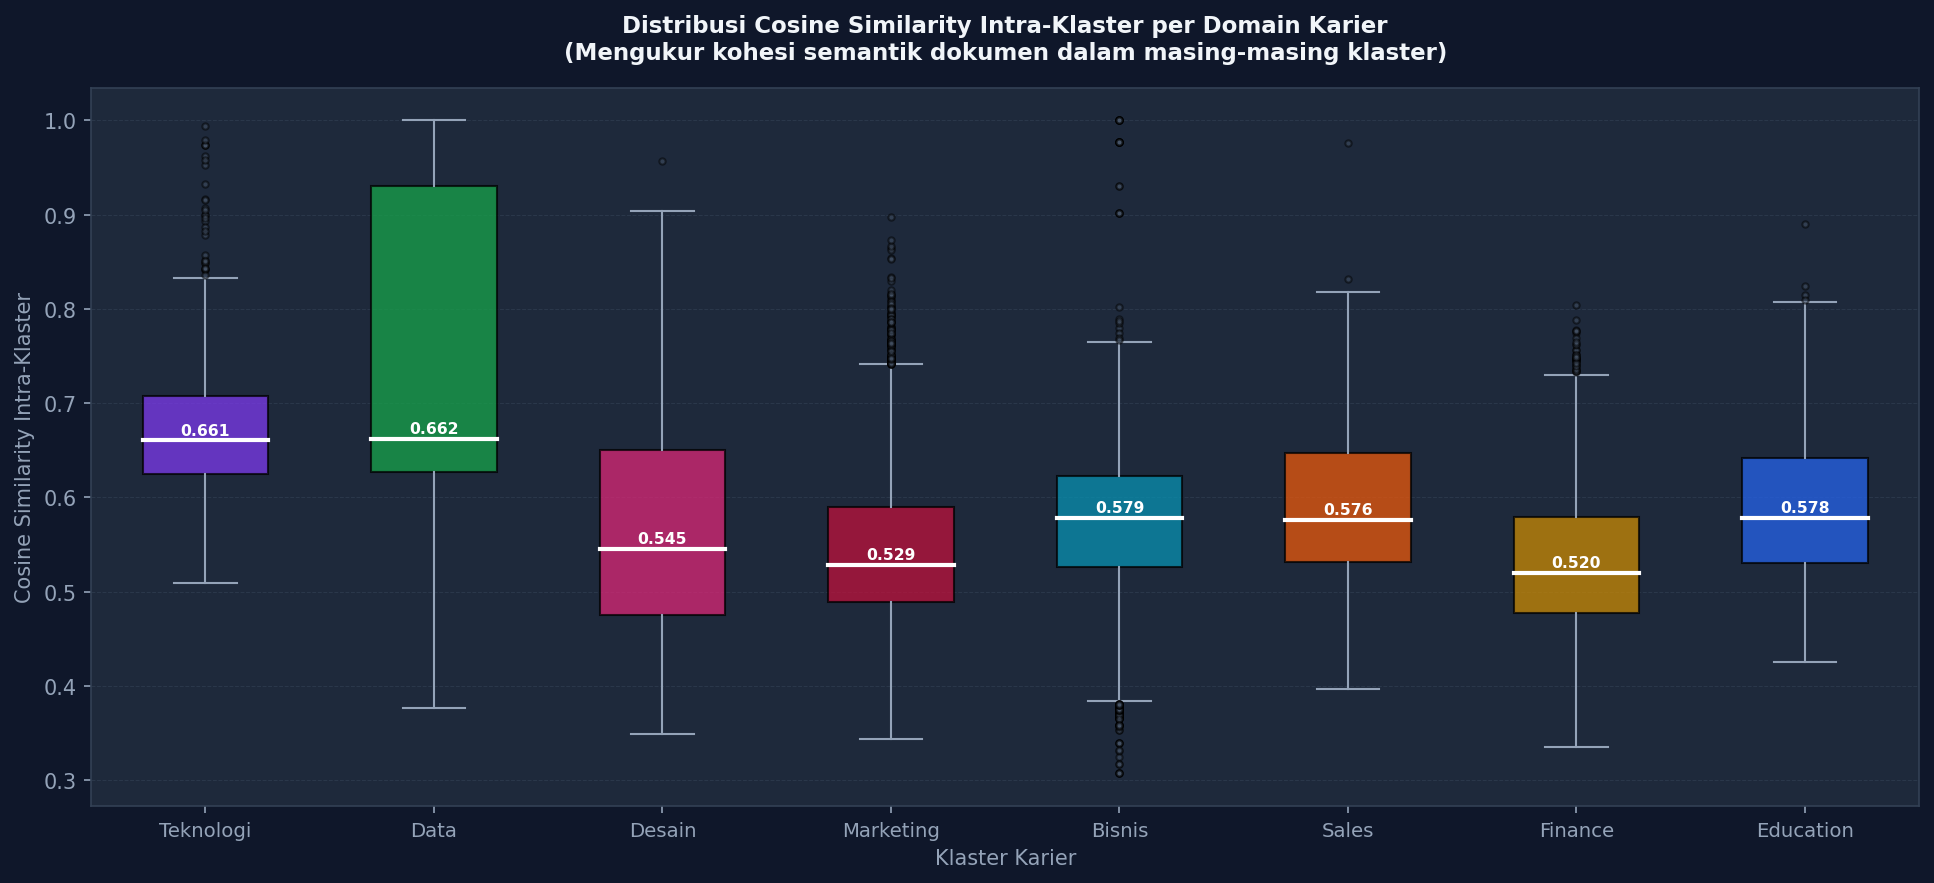 Distribusi Cosine Similarity Intra-Klaster per Domain Karier
(Mengukur kohesi semantik dokumen dalam masing-masing klaster)
Cosine Similarity Intra-Klaster
1.0
0.9
0.8
0.7
0.6
0.5
0.4
0.3
0.661
0.662
0.545
0.529
0.579
0.576
0.520
0.578
Teknologi
Data
Desain
Marketing
Bisnis
Sales
Finance
Education
Klaster Karier